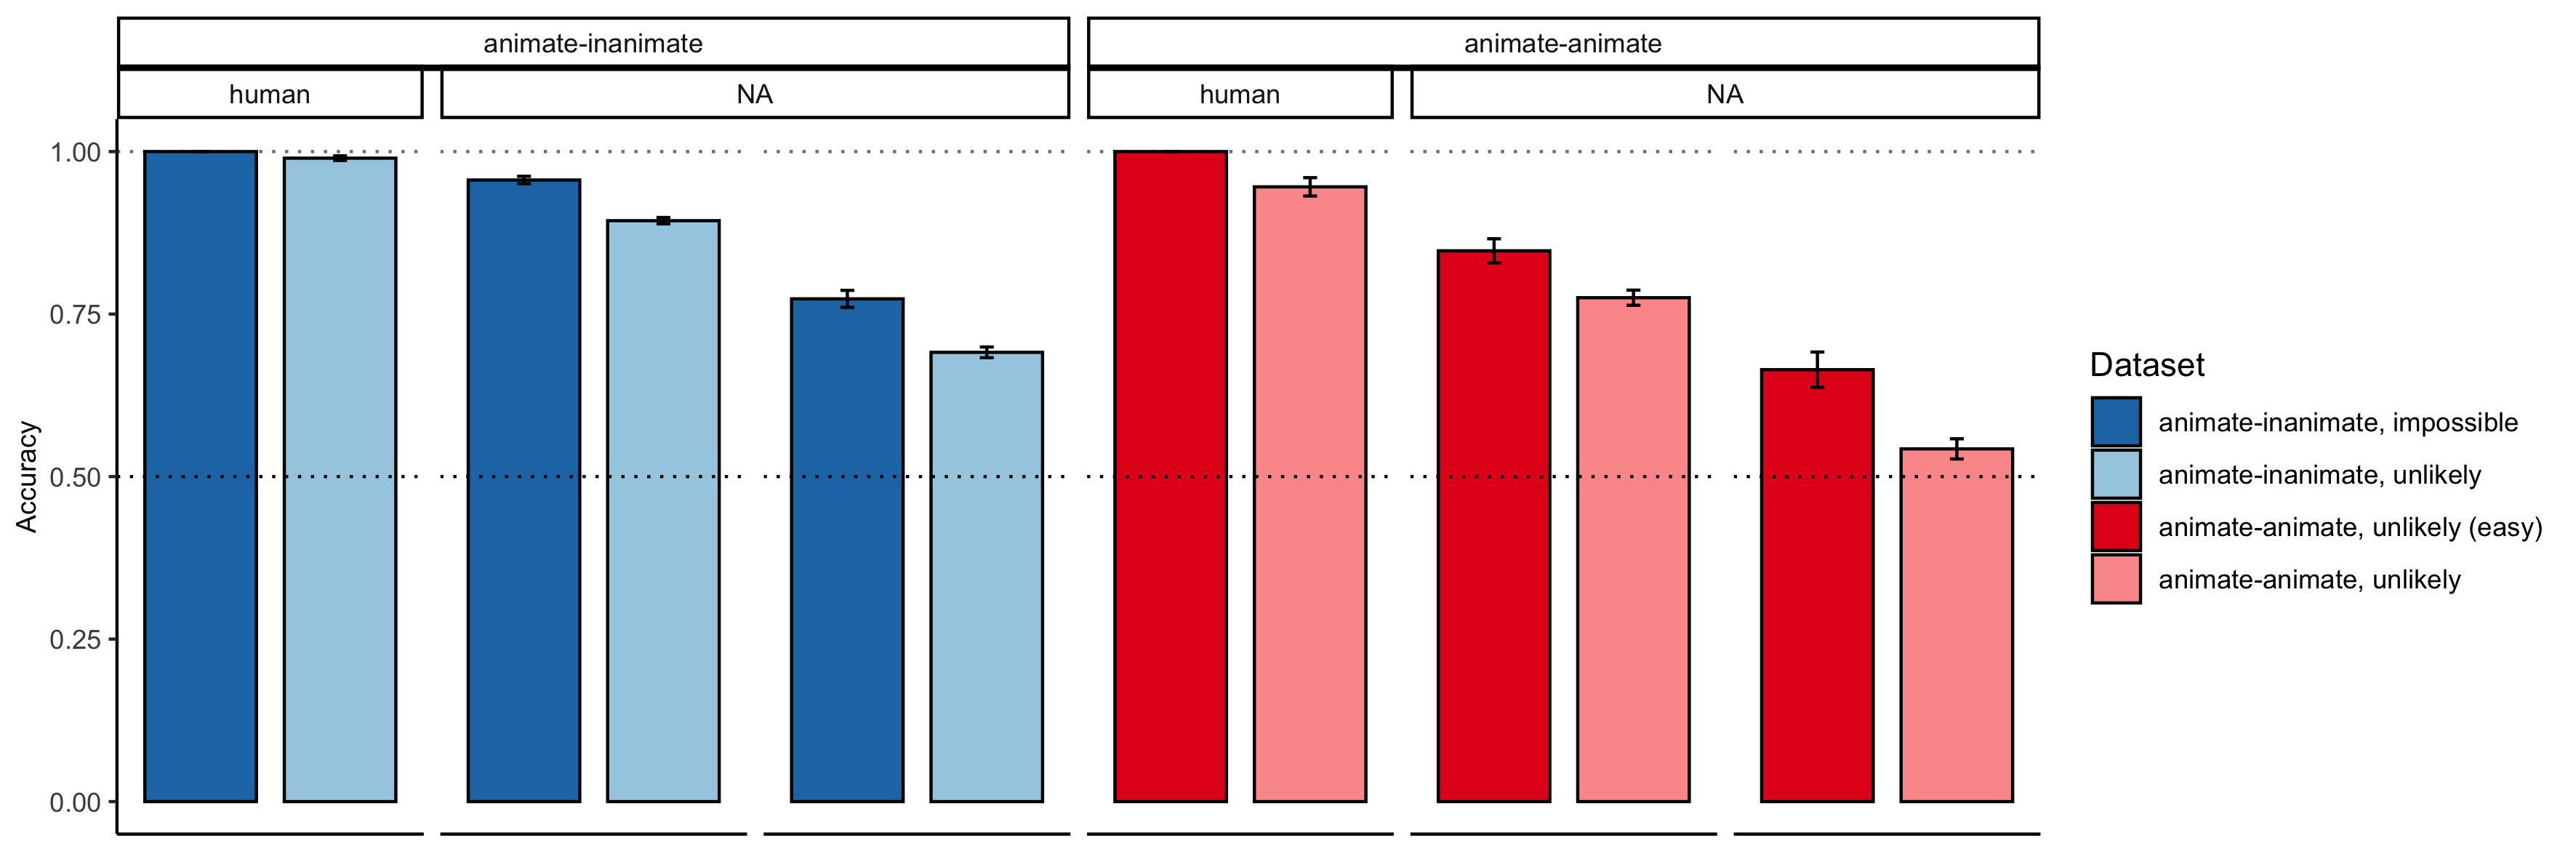 animate-inanimate
animate-animate
human
NA
human
NA
1.00
0.75
0.50
0.25
0.00
Accuracy
Dataset
animate-inanimate, impossible
animate-inanimate, unlikely
animate-animate, unlikely (easy)
animate-animate, unlikely